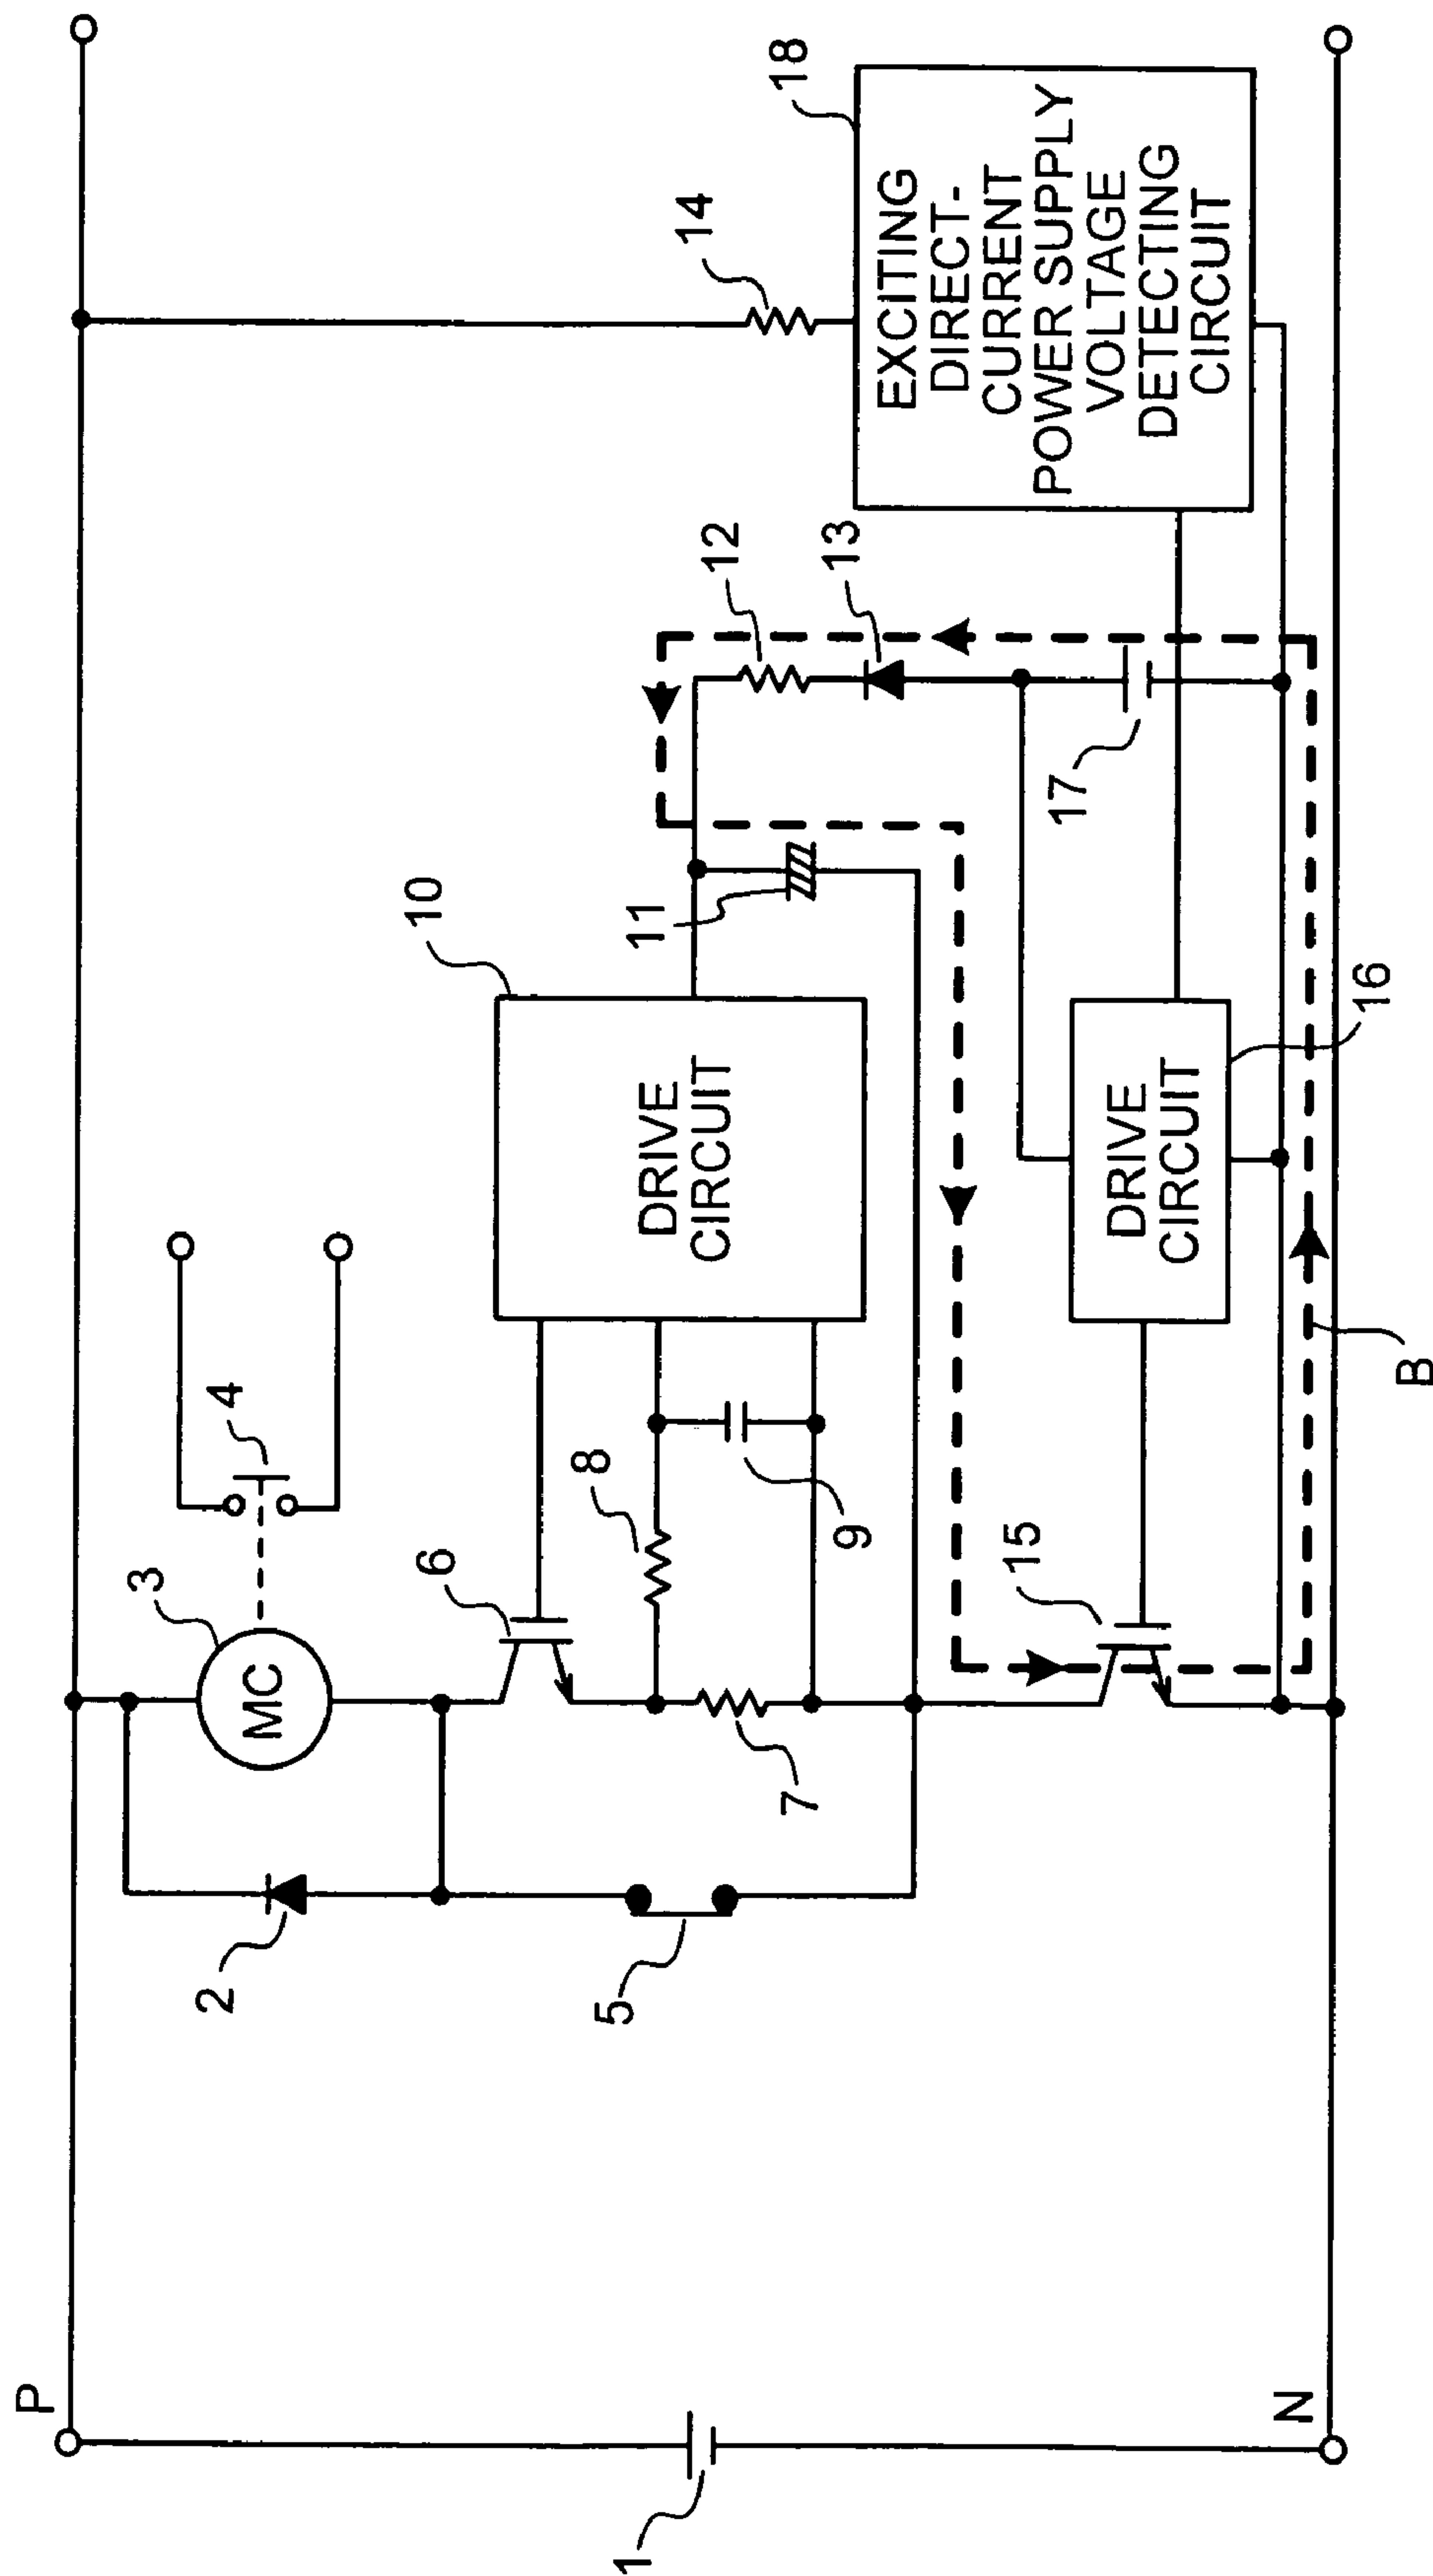 P
N
1
2
MC
3
4
5
6
7
8
9
DRIVE
CIRCUIT
10
11
12
13
14
15
DRIVE
CIRCUIT
16
17
EXCITING
DIRECT-
CURRENT
POWER SUPPLY
VOLTAGE
DETECTING
CIRCUIT
18
B